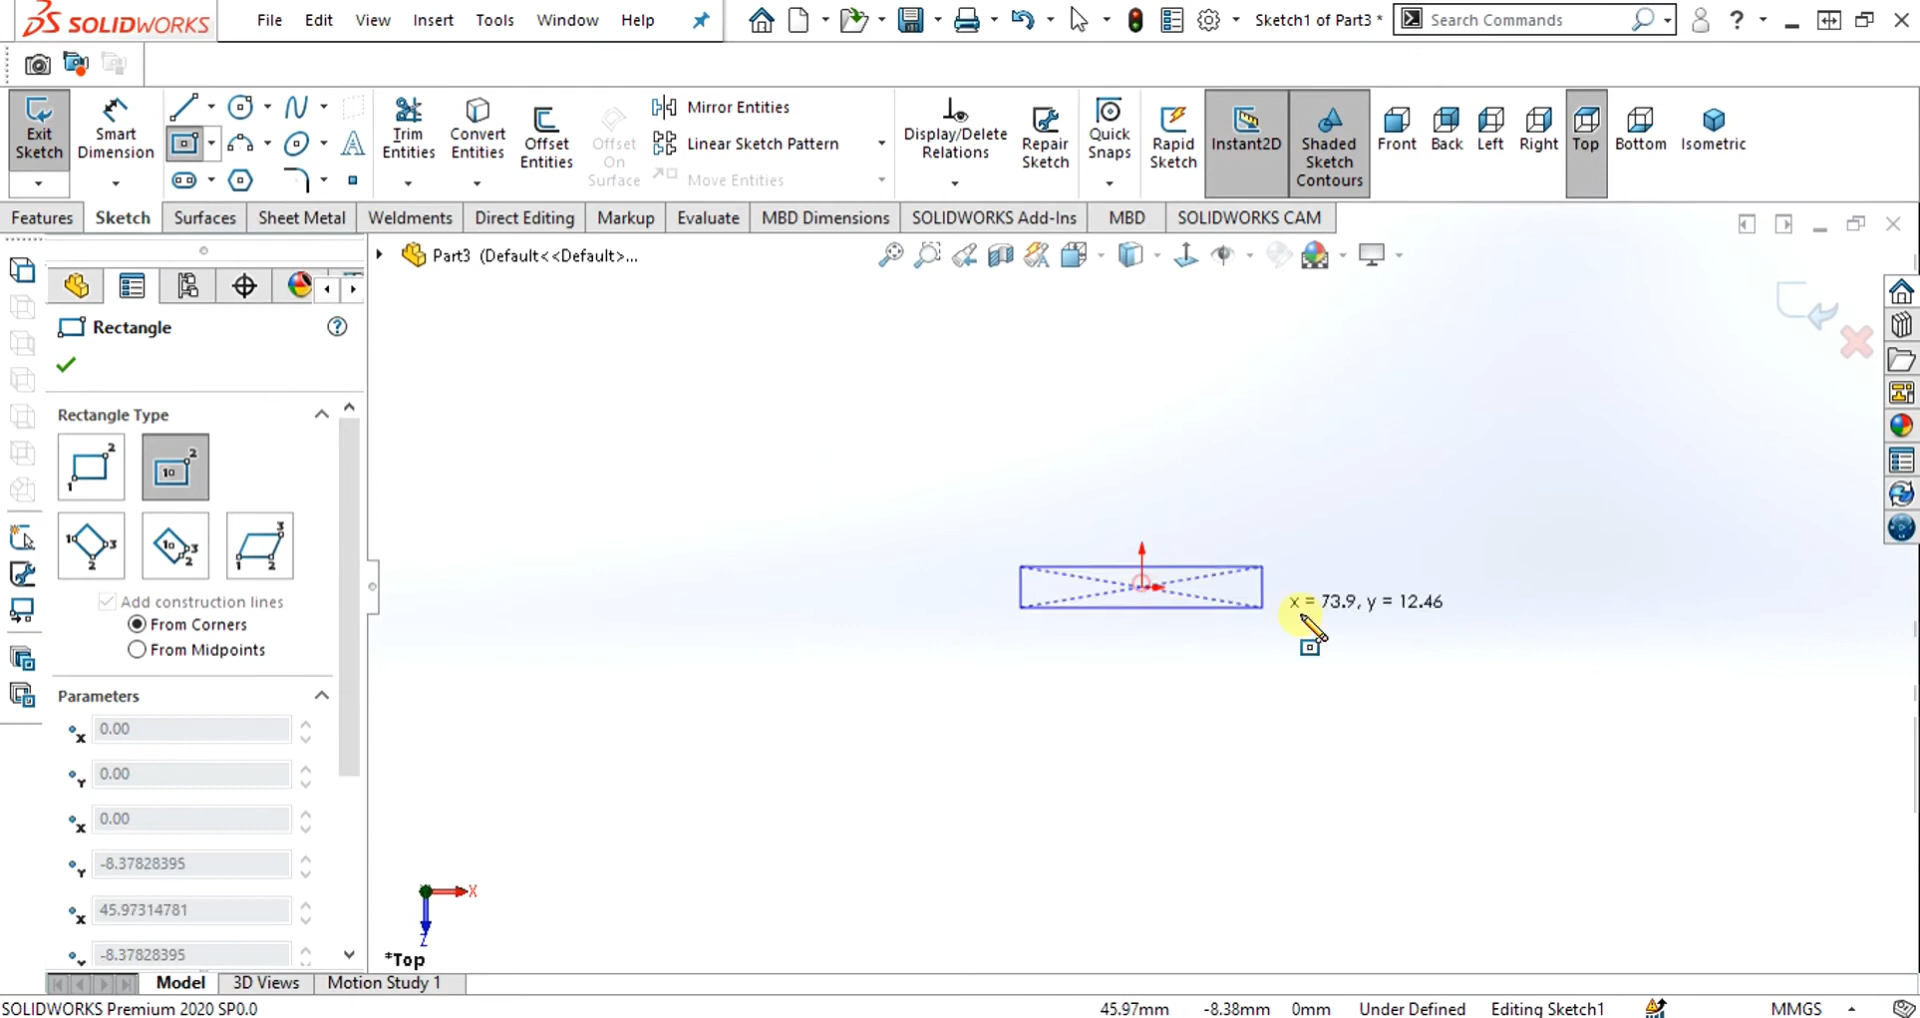 SOLIDWORKS File Edit View Insert Tools Window Help Sketch1 of Part3 * Search Commands
Exit Sketch
Smart Dimension
Trim Entities
Convert Entities
Offset Entities
Offset On Surface
Mirror Entities
Linear Sketch Pattern
Move Entities
Display/Delete Relations
Repair Sketch
Quick Snaps
Rapid Sketch
Instant2D
Shaded Sketch Contours
Front Back Left Right Top Bottom Isometric
Features Sketch Surfaces Sheet Metal Weldments Direct Editing Markup Evaluate MBD Dimensions SOLIDWORKS Add-Ins MBD SOLIDWORKS CAM
Part3 (Default<<Default>...
Rectangle
Rectangle Type
Add construction lines
From Corners
From Midpoints
Parameters
0.00
0.00
0.00
-8.37828395
45.97314781
-8.37828395
x = 73.9, y = 12.46
X
Z
*Top
Model 3D Views Motion Study 1
SOLIDWORKS Premium 2020 SP0.0 45.97mm -8.38mm 0mm Under Defined Editing Sketch1 MMGS